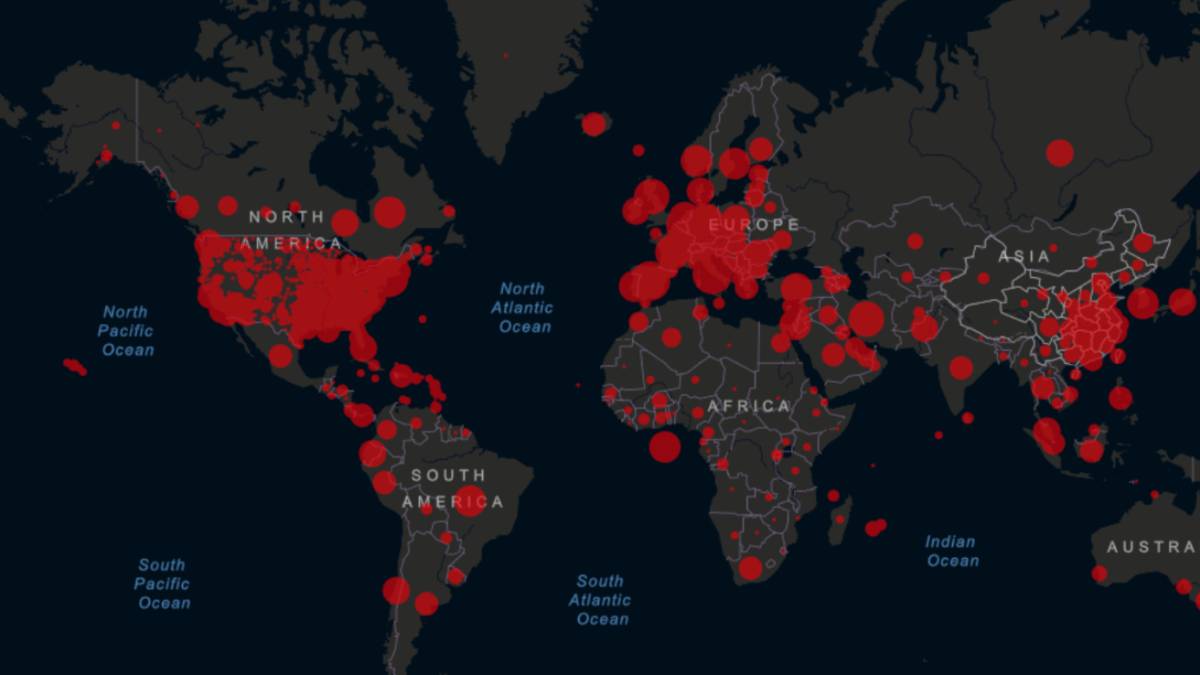 NORTH
AMERICA
EUROPE
ASIA
North
Pacific
Ocean
North
Atlantic
Ocean
AFRICA
SOUTH
AMERICA
South
Pacific
Ocean
South
Atlantic
Ocean
Indian
Ocean
AUSTRA